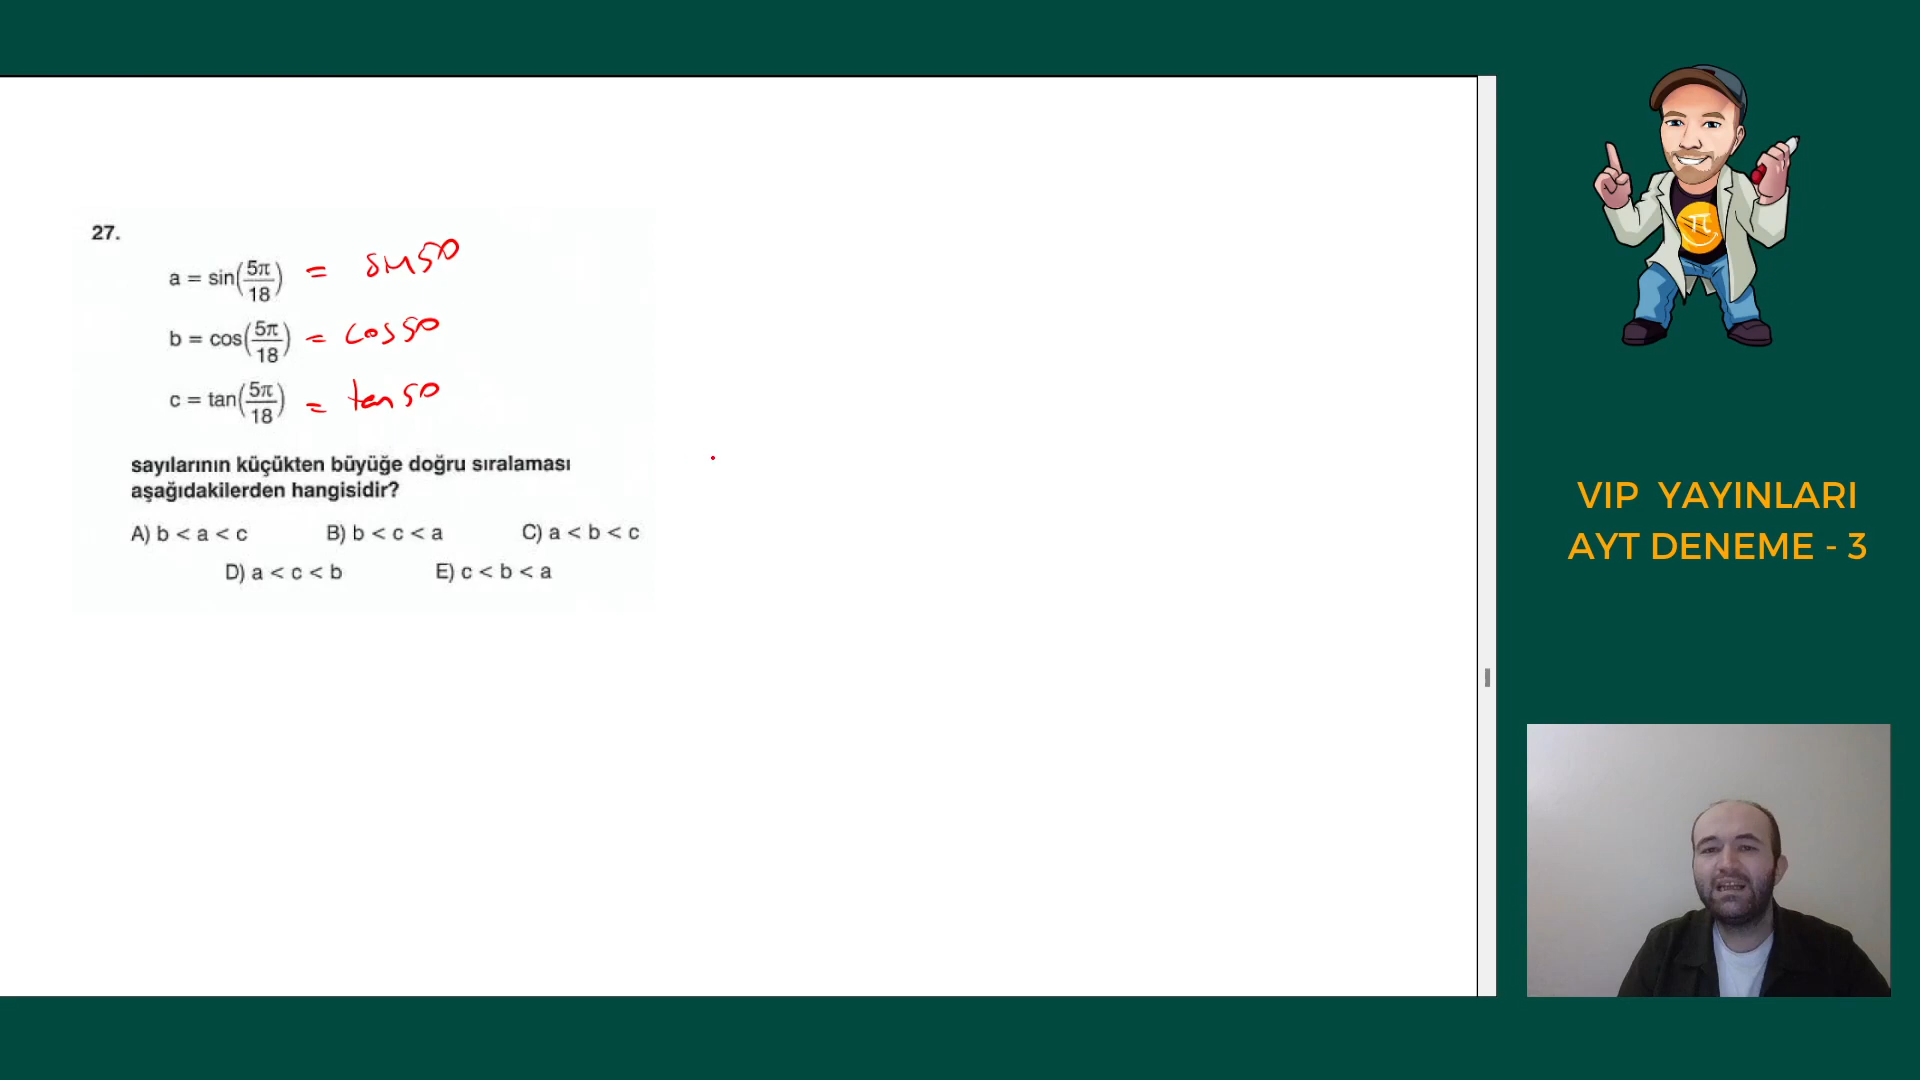 27.
a = sin(5π/18) = sin50
b = cos(5π/18) = cos50
c = tan(5π/18) = tan50
sayılarının küçükten büyüğe doğru sıralaması
aşağıdakilerden hangisidir?
A) b < a < c B) b < c < a C) a < b < c
D) a < c < b E) c < b < a
π
VIP YAYINLARI
AYT DENEME - 3